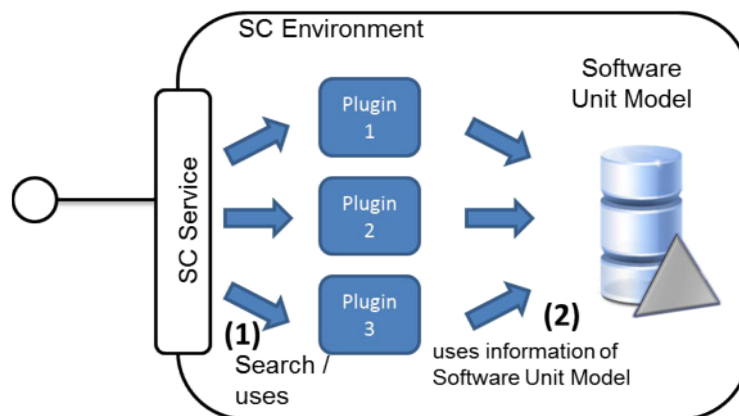 SC Environment
Software
Unit Model
SC Service
Plugin
1
Plugin
2
Plugin
3
(1)
Search /
uses
(2)
uses information of
Software Unit Model